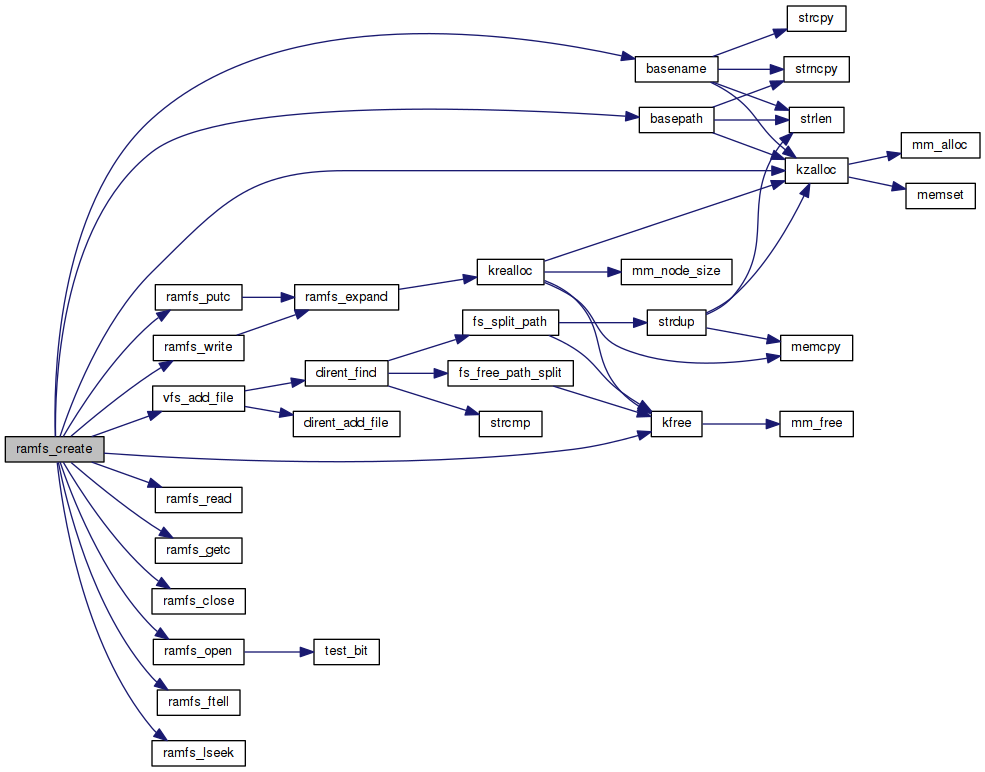 strcpy
basename
strncpy
basepath
strlen
mm_alloc
kzalloc
memset
krealloc
mm_node_size
ramfs_putc
ramfs_expand
fs_split_path
strdup
ramfs_write
memcpy
dirent_find
fs_free_path_split
vfs_add_file
dirent_add_file
strcmp
kfree
mm_free
ramfs_create
ramfs_read
ramfs_getc
ramfs_close
ramfs_open
test_bit
ramfs_ftell
ramfs_lseek